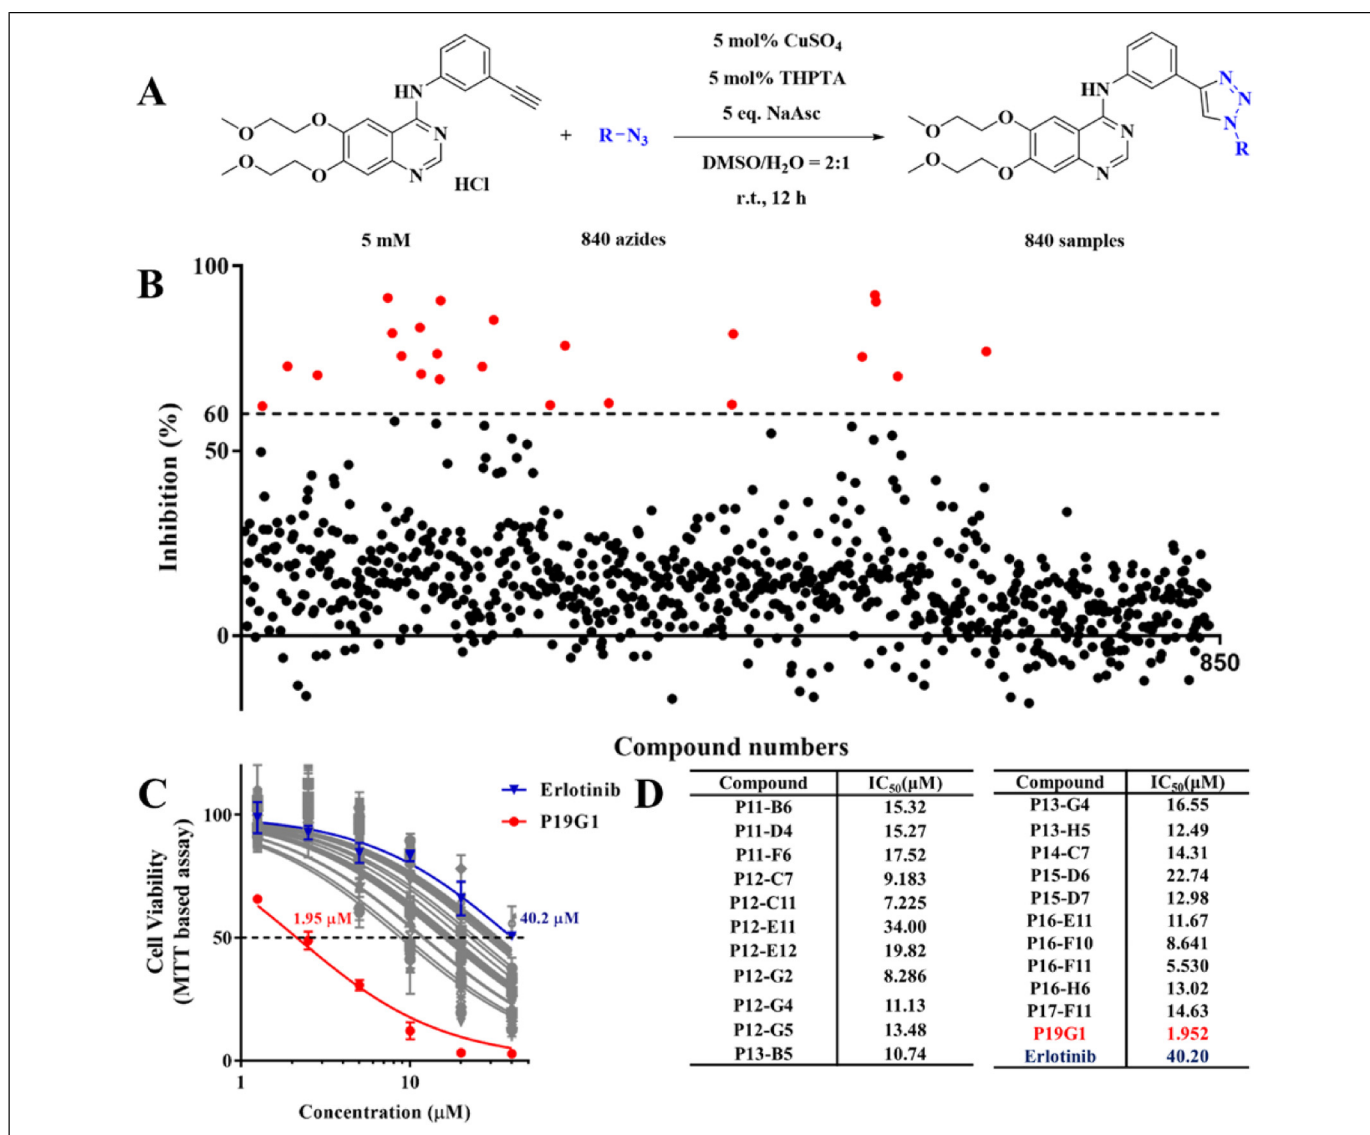 A
HN
O
O
O
O
N
N
HCl
+
R–N₃
5 mol% CuSO₄
5 mol% THPTA
5 eq. NaAsc
DMSO/H₂O = 2:1
r.t., 12 h
HN
O
O
O
O
N
N
N
N
N
R
5 mM
840 azides
840 samples
B
Inhibition (%)
100
60
50
0
850
Compound numbers
C
Cell Viability
(MTT based assay)
100
50
0
1
10
Concentration (μM)
Erlotinib
P19G1
1.95 μM
40.2 μM
D
Compound IC₅₀(μM)
P11-B6 15.32
P11-D4 15.27
P11-F6 17.52
P12-C7 9.183
P12-C11 7.225
P12-E11 34.00
P12-E12 19.82
P12-G2 8.286
P12-G4 11.13
P12-G5 13.48
P13-B5 10.74
Compound IC₅₀(μM)
P13-G4 16.55
P13-H5 12.49
P14-C7 14.31
P15-D6 22.74
P15-D7 12.98
P16-E11 11.67
P16-F10 8.641
P16-F11 5.530
P16-H6 13.02
P17-F11 14.63
P19G1 1.952
Erlotinib 40.20